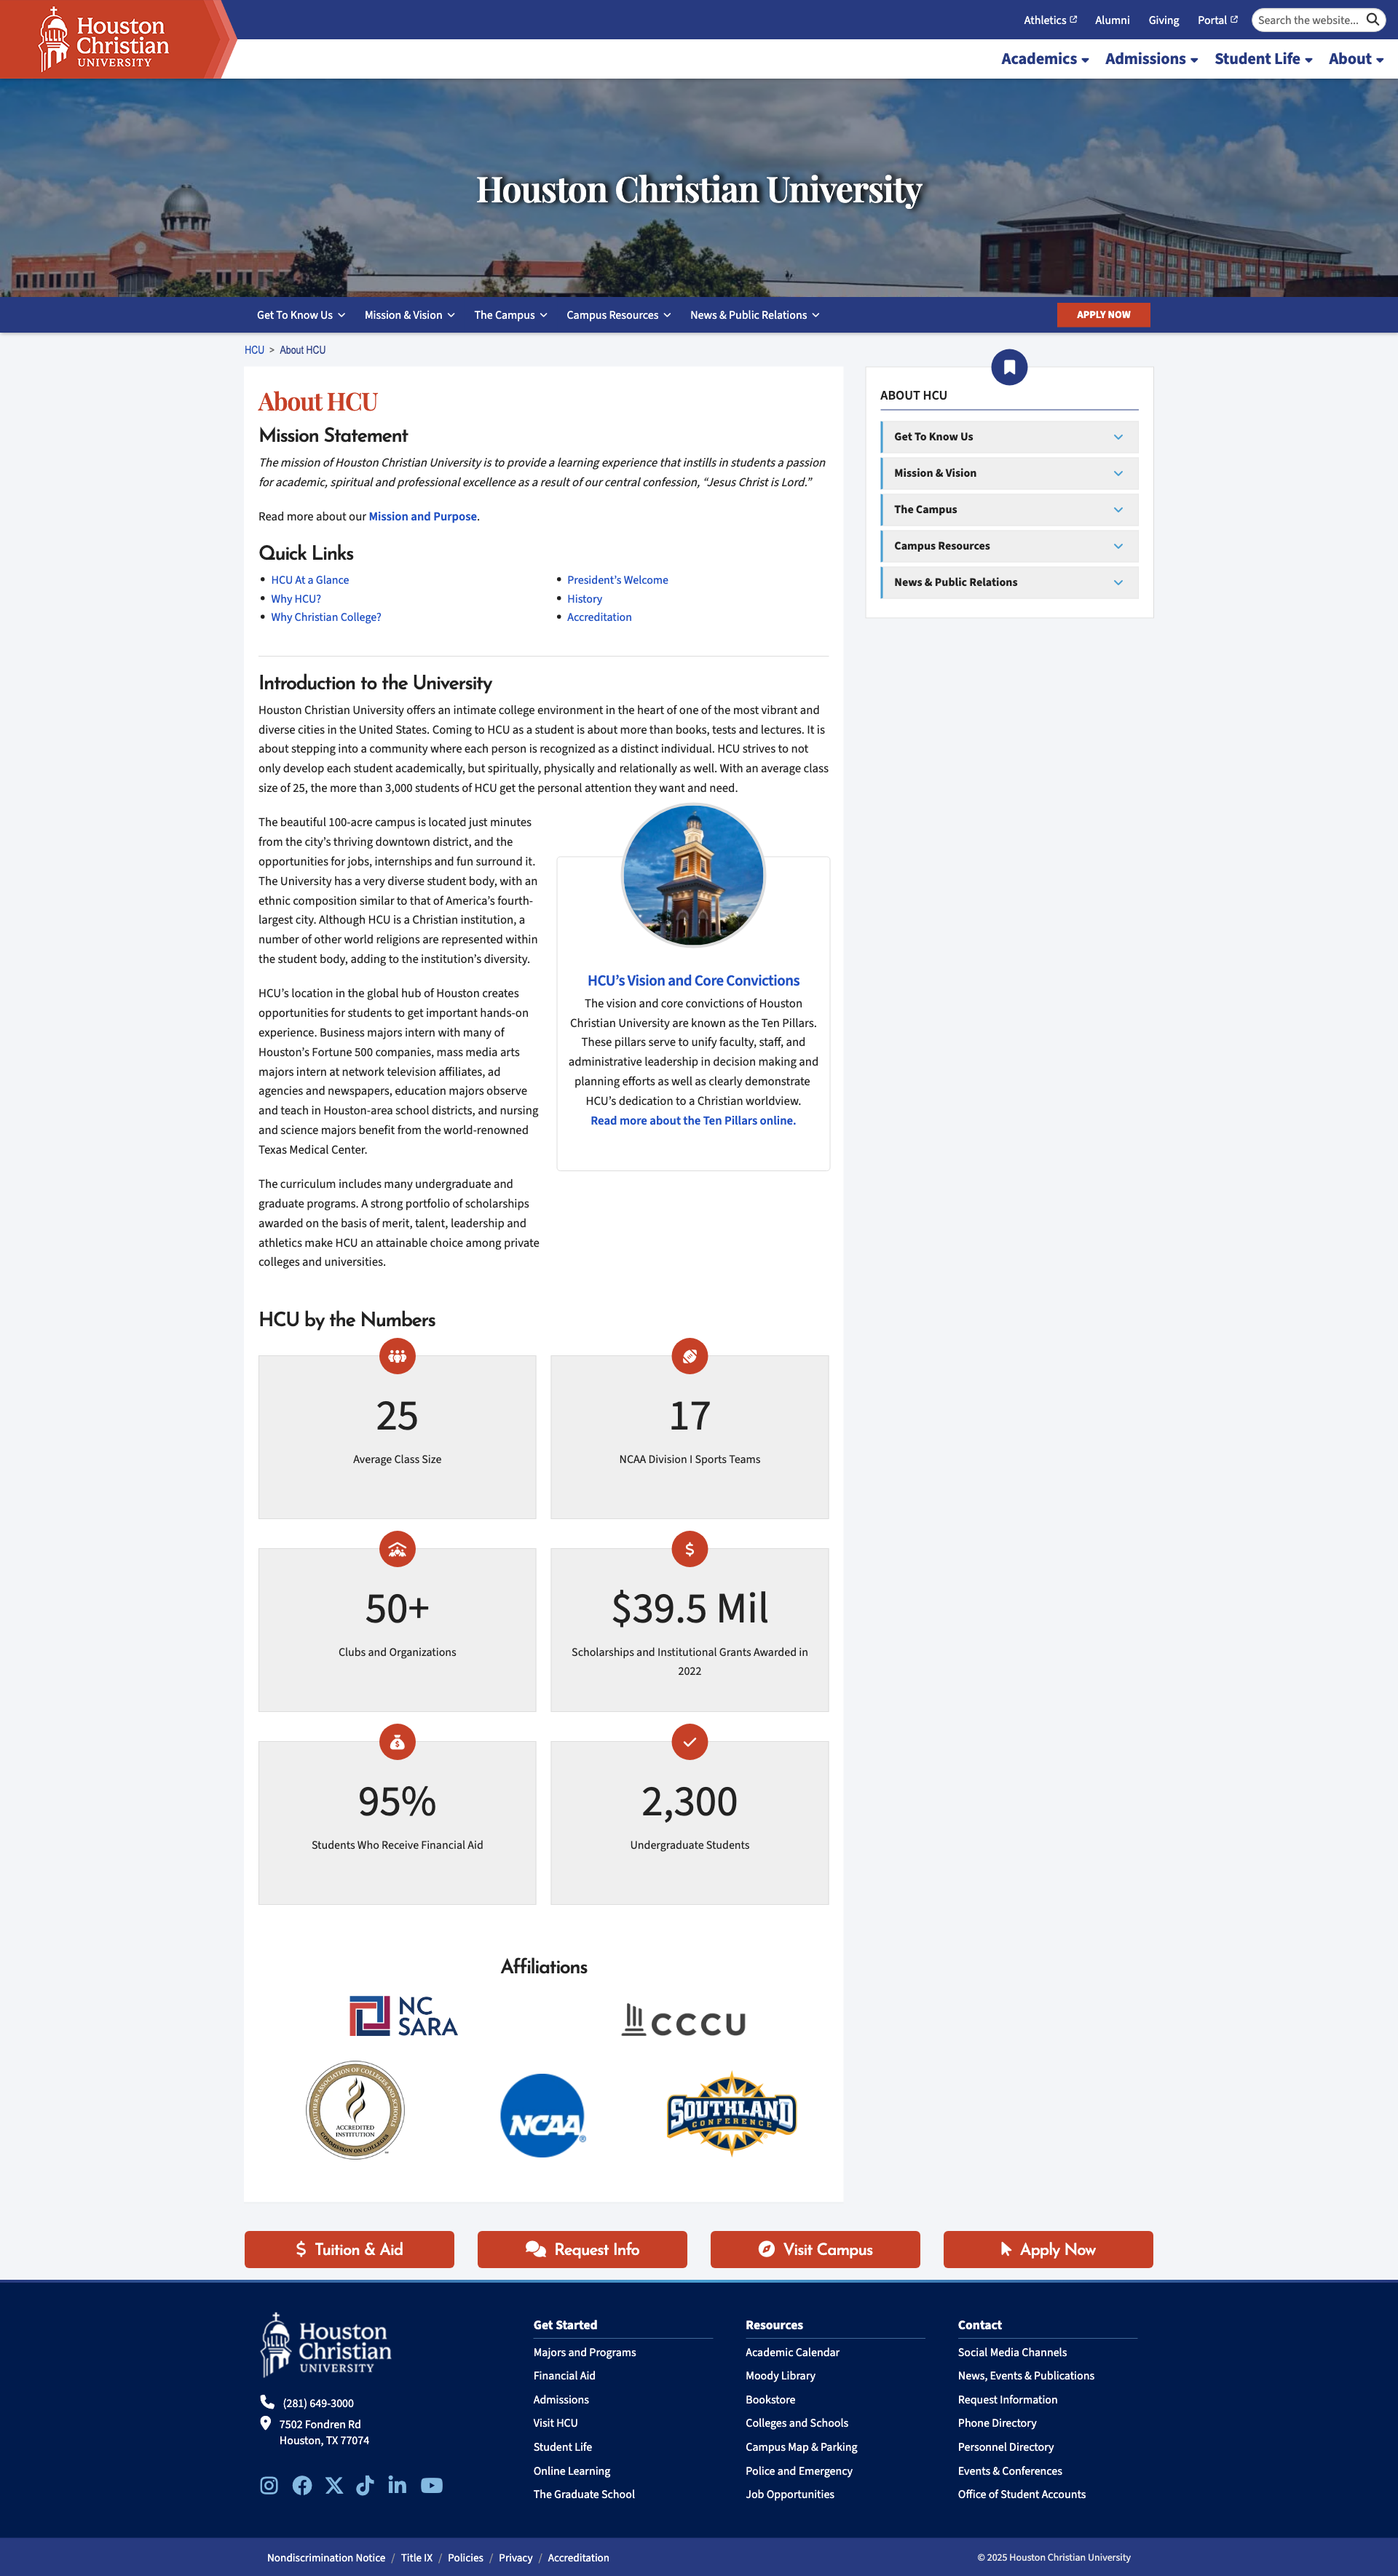 Houston
Christian
UNIVERSITY
Athletics
Alumni
Giving
Portal
Search the website...
Academics
Admissions
Student Life
About
Houston Christian University
Get To Know Us
Mission & Vision
The Campus
Campus Resources
News & Public Relations
APPLY NOW
HCU > About HCU
About HCU
Mission Statement
The mission of Houston Christian University is to provide a learning experience that instills in students a passion
for academic, spiritual and professional excellence as a result of our central confession, “Jesus Christ is Lord.”
Read more about our Mission and Purpose.
Quick Links
HCU At a Glance
Why HCU?
Why Christian College?
President’s Welcome
History
Accreditation
Introduction to the University
Houston Christian University offers an intimate college environment in the heart of one of the most vibrant and
diverse cities in the United States. Coming to HCU as a student is about more than books, tests and lectures. It is
about stepping into a community where each person is recognized as a distinct individual. HCU strives to not
only develop each student academically, but spiritually, physically and relationally as well. With an average class
size of 25, the more than 3,000 students of HCU get the personal attention they want and need.
The beautiful 100-acre campus is located just minutes
from the city’s thriving downtown district, and the
opportunities for jobs, internships and fun surround it.
The University has a very diverse student body, with an
ethnic composition similar to that of America’s fourth-
largest city. Although HCU is a Christian institution, a
number of other world religions are represented within
the student body, adding to the institution’s diversity.
HCU’s location in the global hub of Houston creates
opportunities for students to get important hands-on
experience. Business majors intern with many of
Houston’s Fortune 500 companies, mass media arts
majors intern at network television affiliates, ad
agencies and newspapers, education majors observe
and teach in Houston-area school districts, and nursing
and science majors benefit from the world-renowned
Texas Medical Center.
The curriculum includes many undergraduate and
graduate programs. A strong portfolio of scholarships
awarded on the basis of merit, talent, leadership and
athletics make HCU an attainable choice among private
colleges and universities.
HCU’s Vision and Core Convictions
The vision and core convictions of Houston
Christian University are known as the Ten Pillars.
These pillars serve to unify faculty, staff, and
administrative leadership in decision making and
planning efforts as well as clearly demonstrate
HCU’s dedication to a Christian worldview.
Read more about the Ten Pillars online.
HCU by the Numbers
25
Average Class Size
17
NCAA Division I Sports Teams
50+
Clubs and Organizations
$39.5 Mil
Scholarships and Institutional Grants Awarded in
2022
95%
Students Who Receive Financial Aid
2,300
Undergraduate Students
Affiliations
NC
SARA
CCCU
SOUTHERN ASSOCIATION OF COLLEGES AND SCHOOLS
ACCREDITED
INSTITUTION
COMMISSION ON COLLEGES
NCAA®
SOUTHLAND
CONFERENCE
ABOUT HCU
Get To Know Us
Mission & Vision
The Campus
Campus Resources
News & Public Relations
Tuition & Aid
Request Info
Visit Campus
Apply Now
Houston
Christian
UNIVERSITY
(281) 649-3000
7502 Fondren Rd
Houston, TX 77074
Get Started
Majors and Programs
Financial Aid
Admissions
Visit HCU
Student Life
Online Learning
The Graduate School
Resources
Academic Calendar
Moody Library
Bookstore
Colleges and Schools
Campus Map & Parking
Police and Emergency
Job Opportunities
Contact
Social Media Channels
News, Events & Publications
Request Information
Phone Directory
Personnel Directory
Events & Conferences
Office of Student Accounts
Nondiscrimination Notice / Title IX / Policies / Privacy / Accreditation
© 2025 Houston Christian University